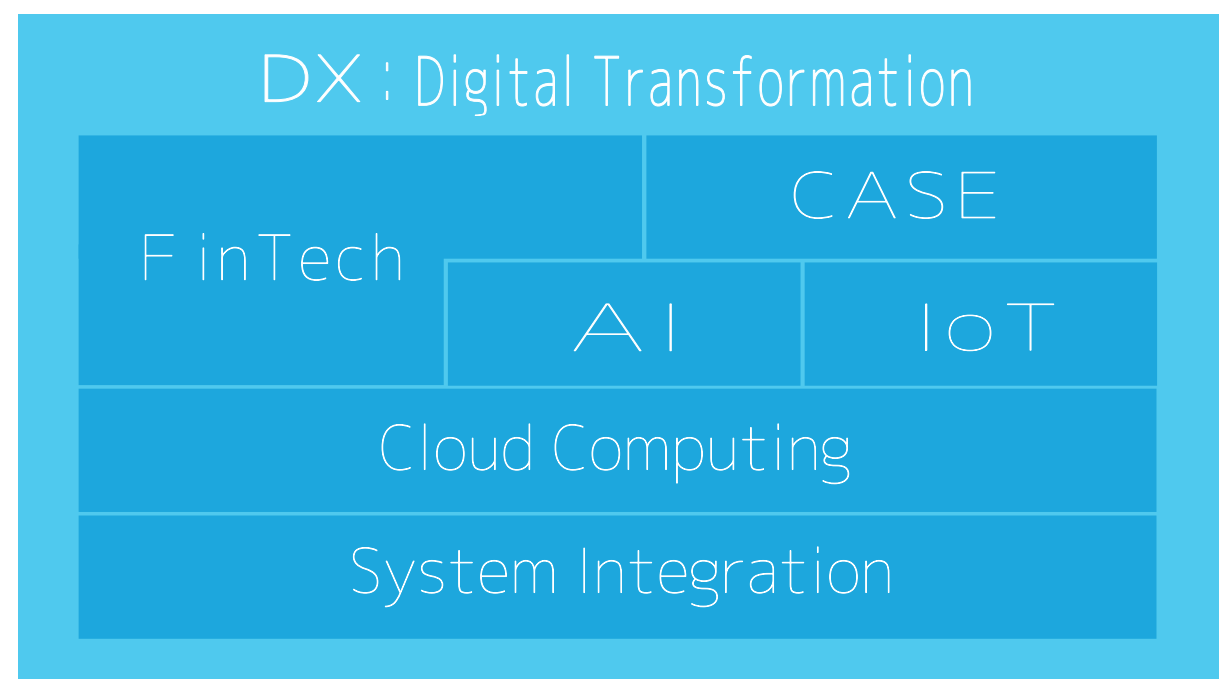 DX : Digital Transformation
CASE
FinTech
AI
IoT
Cloud Computing
System Integration